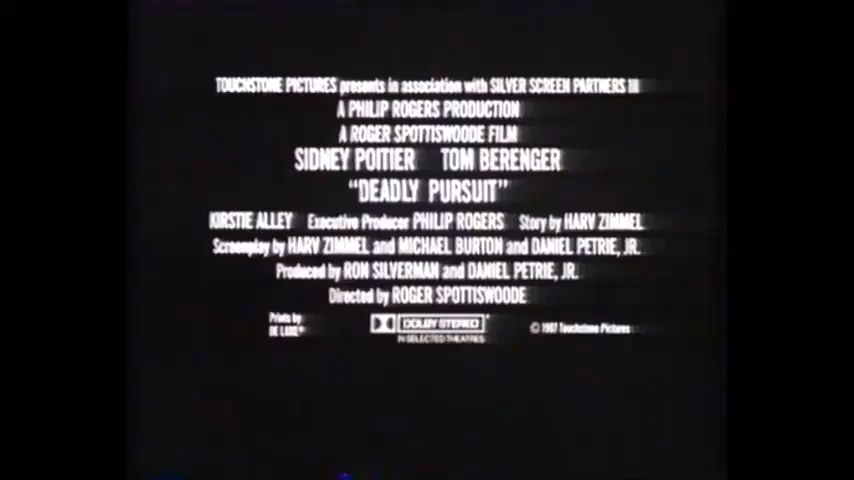 TOUCHSTONE PICTURES presents in association with SILVER SCREEN PARTNERS III
A PHILIP ROGERS PRODUCTION
A ROGER SPOTTISWOODE FILM
SIDNEY POITIER TOM BERENGER
"DEADLY PURSUIT"
KIRSTIE ALLEY Executive Producer PHILIP ROGERS Story by HARV ZIMMEL
Screenplay by HARV ZIMMEL and MICHAEL BURTON and DANIEL PETRIE, JR.
Produced by RON SILVERMAN and DANIEL PETRIE, JR.
Directed by ROGER SPOTTISWOODE
Prints by
DE LUXE®
DOLBY STEREO®
IN SELECTED THEATRES
© 1987 Touchstone Pictures